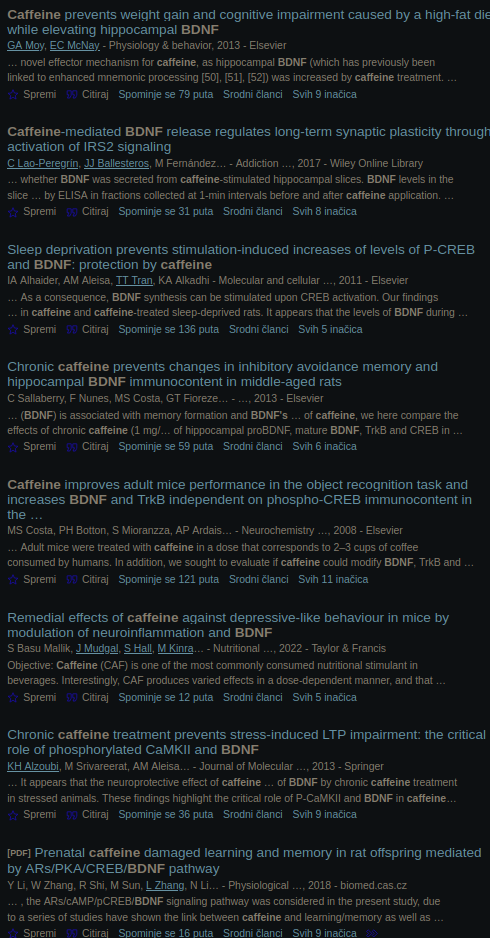 Caffeine prevents weight gain and cognitive impairment caused by a high-fat die
while elevating hippocampal BDNF
GA Moy, EC McNay - Physiology & behavior, 2013 - Elsevier
… novel effector mechanism for caffeine, as hippocampal BDNF (which has previously been
linked to enhanced mnemonic processing [50], [51], [52]) was increased by caffeine treatment. …
Spremi Citiraj Spominje se 79 puta Srodni članci Svih 9 inačica
Caffeine-mediated BDNF release regulates long-term synaptic plasticity through
activation of IRS2 signaling
C Lao-Peregrín, JJ Ballesteros, M Fernández… - Addiction …, 2017 - Wiley Online Library
… whether BDNF was secreted from caffeine-stimulated hippocampal slices. BDNF levels in the
slice … by ELISA in fractions collected at 1-min intervals before and after caffeine application. …
Spremi Citiraj Spominje se 31 puta Srodni članci Svih 8 inačica
Sleep deprivation prevents stimulation-induced increases of levels of P-CREB
and BDNF: protection by caffeine
IA Alhaider, AM Aleisa, TT Tran, KA Alkadhi - Molecular and cellular …, 2011 - Elsevier
… As a consequence, BDNF synthesis can be stimulated upon CREB activation. Our findings
… in caffeine and caffeine-treated sleep-deprived rats. It appears that the levels of BDNF during …
Spremi Citiraj Spominje se 136 puta Srodni članci Svih 5 inačica
Chronic caffeine prevents changes in inhibitory avoidance memory and
hippocampal BDNF immunocontent in middle-aged rats
C Sallaberry, F Nunes, MS Costa, GT Fioreze… - …, 2013 - Elsevier
… (BDNF) is associated with memory formation and BDNF's … of caffeine, we here compare the
effects of chronic caffeine (1 mg/… of hippocampal proBDNF, mature BDNF, TrkB and CREB in …
Spremi Citiraj Spominje se 59 puta Srodni članci Svih 6 inačica
Caffeine improves adult mice performance in the object recognition task and
increases BDNF and TrkB independent on phospho-CREB immunocontent in
the …
MS Costa, PH Botton, S Mioranzza, AP Ardais… - Neurochemistry …, 2008 - Elsevier
… Adult mice were treated with caffeine in a dose that corresponds to 2–3 cups of coffee
consumed by humans. In addition, we sought to evaluate if caffeine could modify BDNF, TrkB and …
Spremi Citiraj Spominje se 121 puta Srodni članci Svih 11 inačica
Remedial effects of caffeine against depressive-like behaviour in mice by
modulation of neuroinflammation and BDNF
S Basu Mallik, J Mudgal, S Hall, M Kinra… - Nutritional …, 2022 - Taylor & Francis
Objective: Caffeine (CAF) is one of the most commonly consumed nutritional stimulant in
beverages. Interestingly, CAF produces varied effects in a dose-dependent manner, and that …
Spremi Citiraj Spominje se 12 puta Srodni članci Svih 5 inačica
Chronic caffeine treatment prevents stress-induced LTP impairment: the critical
role of phosphorylated CaMKII and BDNF
KH Alzoubi, M Srivareerat, AM Aleisa… - Journal of Molecular …, 2013 - Springer
… It appears that the neuroprotective effect of caffeine … of BDNF by chronic caffeine treatment
in stressed animals. These findings highlight the critical role of P-CaMKII and BDNF in caffeine…
Spremi Citiraj Spominje se 36 puta Srodni članci Svih 9 inačica
[PDF] Prenatal caffeine damaged learning and memory in rat offspring mediated
by ARs/PKA/CREB/BDNF pathway
Y Li, W Zhang, R Shi, M Sun, L Zhang, N Li… - Physiological …, 2018 - biomed.cas.cz
… , the ARs/cAMP/pCREB/BDNF signaling pathway was considered in the present study, due
to a series of studies have shown the link between caffeine and learning/memory as well as …
Spremi Citiraj Spominje se 16 puta Srodni članci Svih 9 inačica